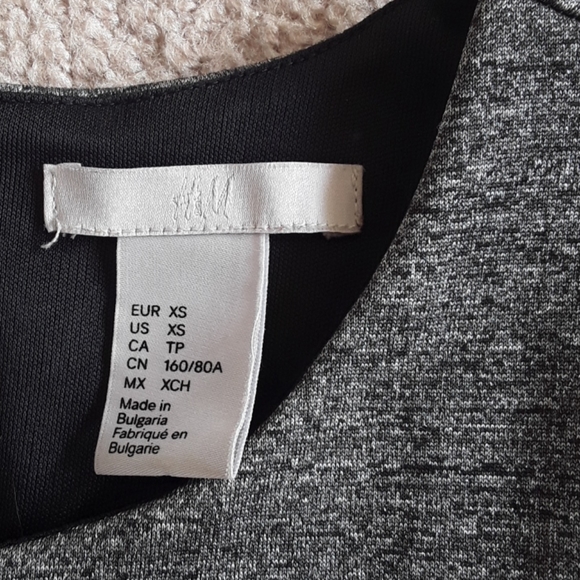 H&M
EUR XS
US XS
CA TP
CN 160/80A
MX XCH
Made in
Bulgaria
Fabriqué en
Bulgarie